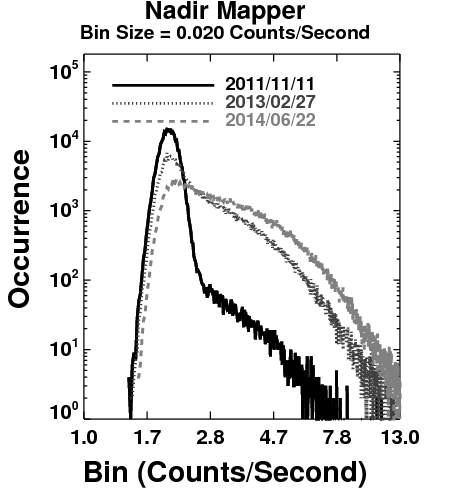 Nadir Mapper
Bin Size = 0.020 Counts/Second
2011/11/11
2013/02/27
2014/06/22
10^5
10^4
10^3
10^2
10^1
10^0
Occurrence
1.0 1.7 2.8 4.7 7.8 13.0
Bin (Counts/Second)